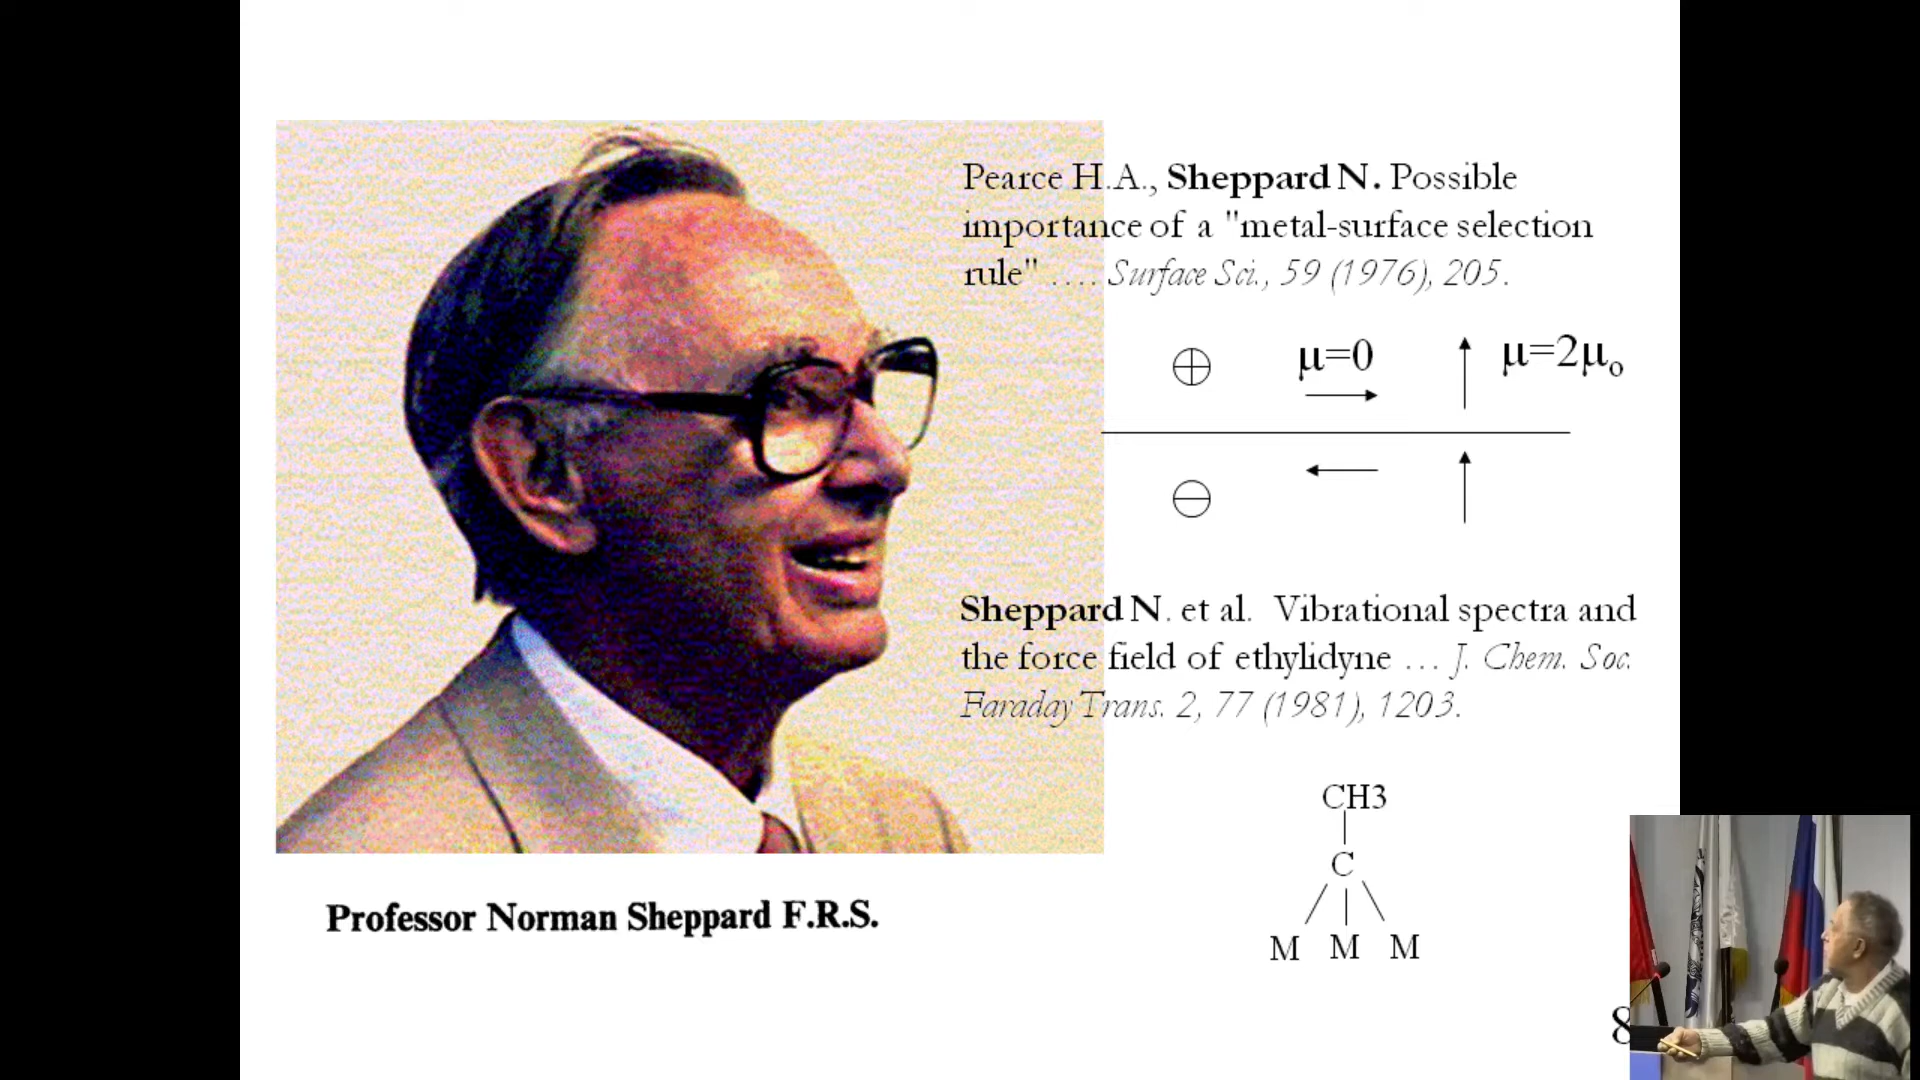 Pearce H.A., Sheppard N. Possible
importance of a "metal-surface selection
rule" .... Surface Sci., 59 (1976), 205.
μ=0
μ=2μo
Sheppard N. et al. Vibrational spectra and
the force field of ethylidyne ... J. Chem. Soc.
Faraday Trans. 2, 77 (1981), 1203.
CH3
C
M M M
Professor Norman Sheppard F.R.S.
8